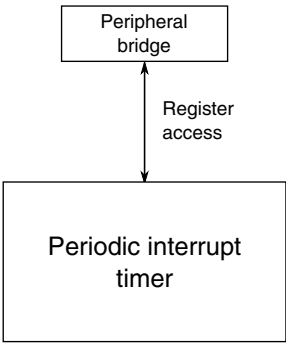 Peripheral
bridge
Register
access
Periodic interrupt
timer